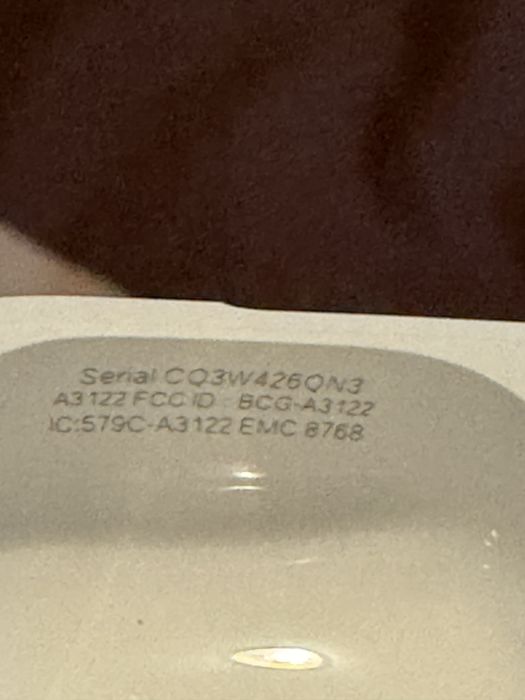 Serial CQ3W426QN3
A3122 FCC ID : BCG-A3122
IC:579C-A3122 EMC 8768